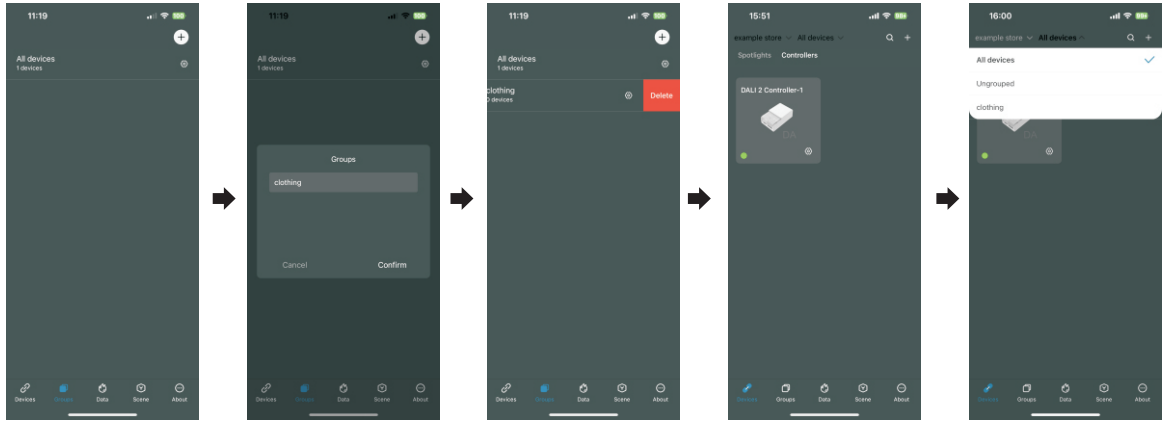 11:19
All devices
1 devices
Devices
Groups
Data
Scene
About
11:19
All devices
1 devices
Groups
clothing
Cancel
Confirm
Devices
Groups
Data
Scene
About
11:19
All devices
1 devices
clothing
0 devices
Delete
Devices
Groups
Data
Scene
About
15:51
example store All devices
Spotlights Controllers
DALI 2 Controller-1
DA
Devices
Groups
Data
Scene
About
16:00
example store All devices
All devices
Ungrouped
clothing
DA
Devices
Groups
Data
Scene
About